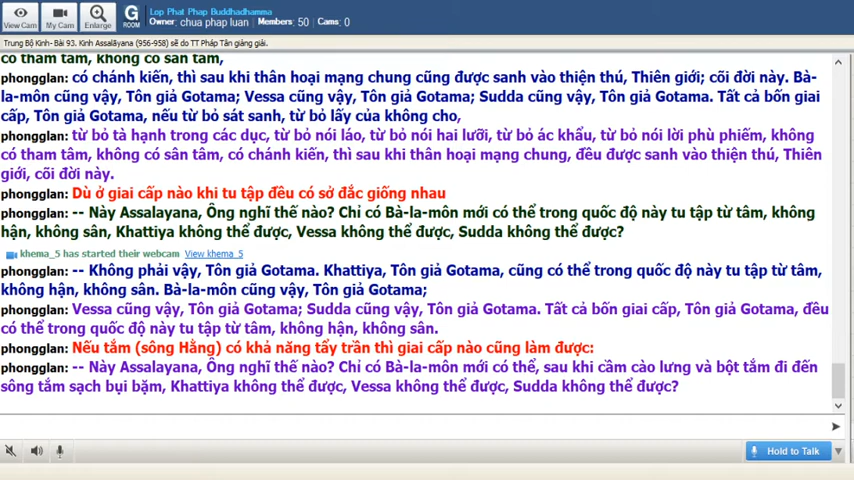 Lop Phat Phap Buddhadhamma
Owner: chua phap luan Members: 50 Cams: 0
View Cam My Cam Enlarge G ROOM
Trung Bộ Kinh- Bài 93. Kinh Assalāyana (956-958) sẽ do TT Pháp Tân giảng giải.
có tham tâm, không có sân tâm,
phongglan: có chánh kiến, thì sau khi thân hoại mạng chung cũng được sanh vào thiện thú, Thiên giới; cõi đời này. Bà-
la-môn cũng vậy, Tôn giả Gotama; Vessa cũng vậy, Tôn giả Gotama; Sudda cũng vậy, Tôn giả Gotama. Tất cả bốn giai
cấp, Tôn giả Gotama, nếu từ bỏ sát sanh, từ bỏ lấy của không cho,
phongglan: từ bỏ tà hạnh trong các dục, từ bỏ nói láo, từ bỏ nói hai lưỡi, từ bỏ ác khẩu, từ bỏ nói lời phù phiếm, không
có tham tâm, không có sân tâm, có chánh kiến, thì sau khi thân hoại mạng chung, đều được sanh vào thiện thú, Thiên
giới, cõi đời này.
phongglan: Dù ở giai cấp nào khi tu tập đều có sở đắc giống nhau
phongglan: -- Này Assalayana, Ông nghĩ thế nào? Chỉ có Bà-la-môn mới có thể trong quốc độ này tu tập từ tâm, không
hận, không sân, Khattiya không thể được, Vessa không thể được, Sudda không thể được?
khema_5 has started their webcam View khema_5
phongglan: -- Không phải vậy, Tôn giả Gotama. Khattiya, Tôn giả Gotama, cũng có thể trong quốc độ này tu tập từ tâm,
không hận, không sân. Bà-la-môn cũng vậy, Tôn giả Gotama;
phongglan: Vessa cũng vậy, Tôn giả Gotama; Sudda cũng vậy, Tôn giả Gotama. Tất cả bốn giai cấp, Tôn giả Gotama, đều
có thể trong quốc độ này tu tập từ tâm, không hận, không sân.
phongglan: Nếu tắm (sông Hằng) có khả năng tẩy trần thì giai cấp nào cũng làm được:
phongglan: -- Này Assalayana, Ông nghĩ thế nào? Chỉ có Bà-la-môn mới có thể, sau khi cầm cào lưng và bột tắm đi đến
sông tắm sạch bụi bặm, Khattiya không thể được, Vessa không thể được, Sudda không thể được?
Hold to Talk